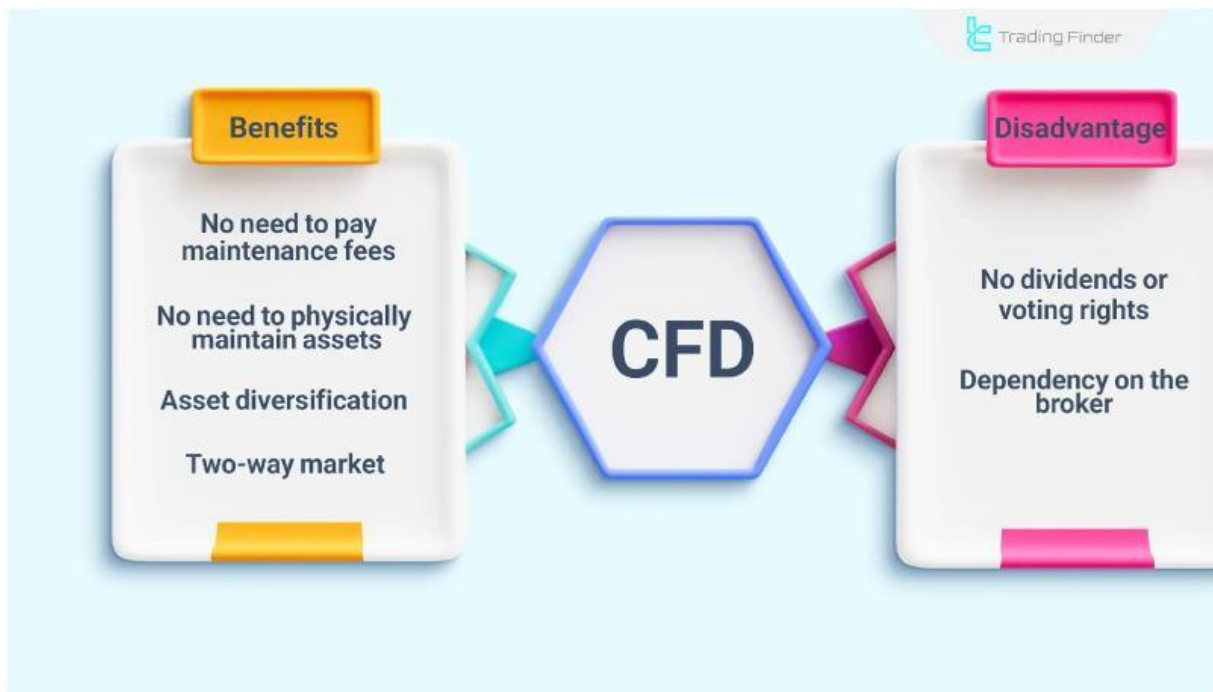 Trading Finder
Benefits
No need to pay
maintenance fees
No need to physically
maintain assets
Asset diversification
Two-way market
CFD
Disadvantage
No dividends or
voting rights
Dependency on the
broker